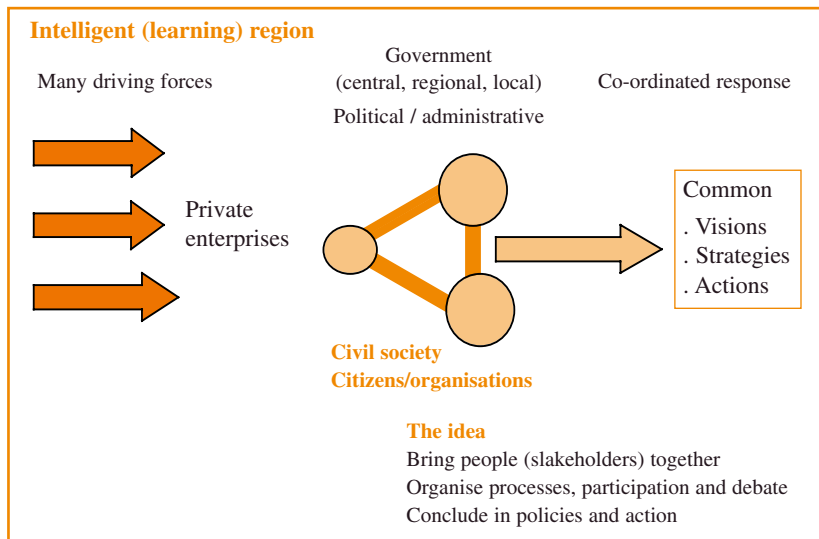 Intelligent (learning) region
Many driving forces
Government
(central, regional, local)
Political / administrative
Co-ordinated response
Private
enterprises
Common
. Visions
. Strategies
. Actions
Civil society
Citizens/organisations
The idea
Bring people (slakeholders) together
Organise processes, participation and debate
Conclude in policies and action